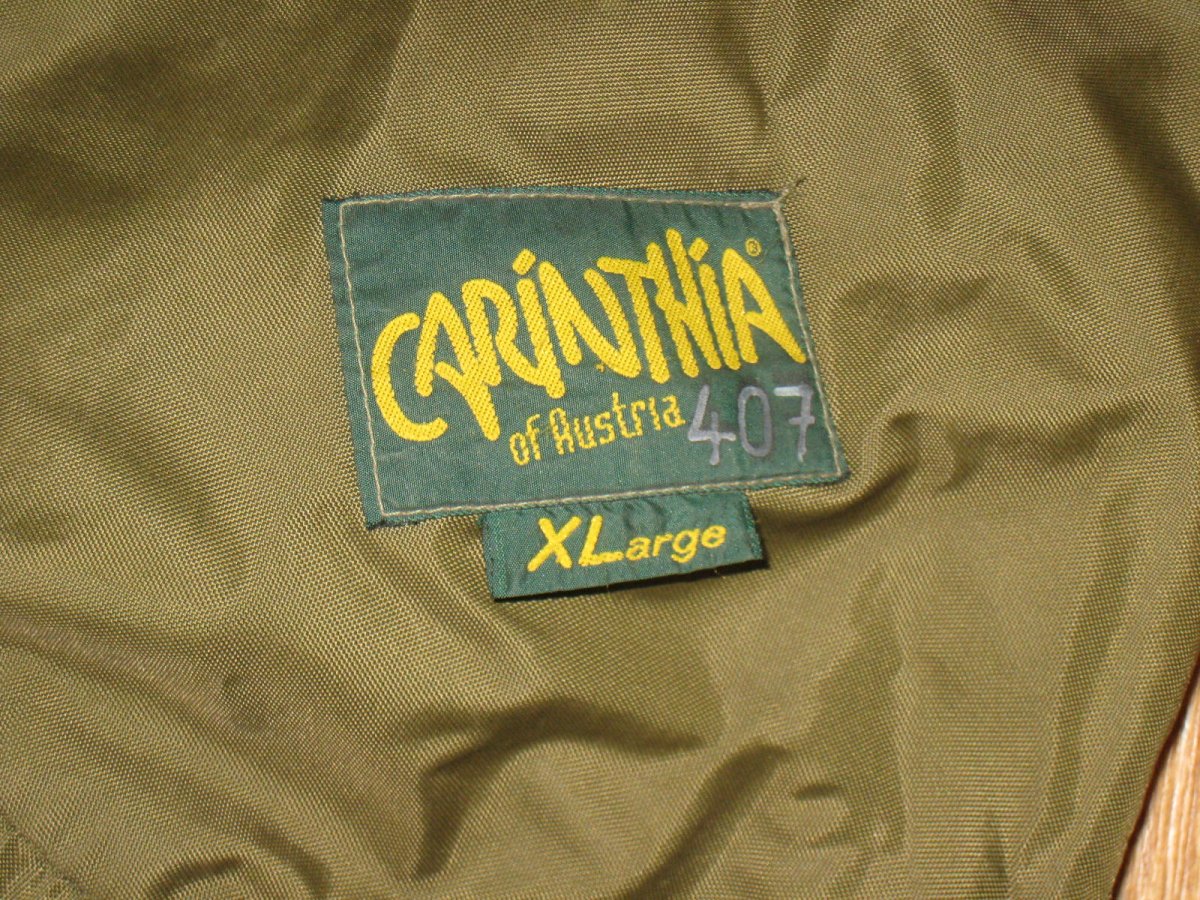 CARiNTHiA®
of Austria 407
XLarge